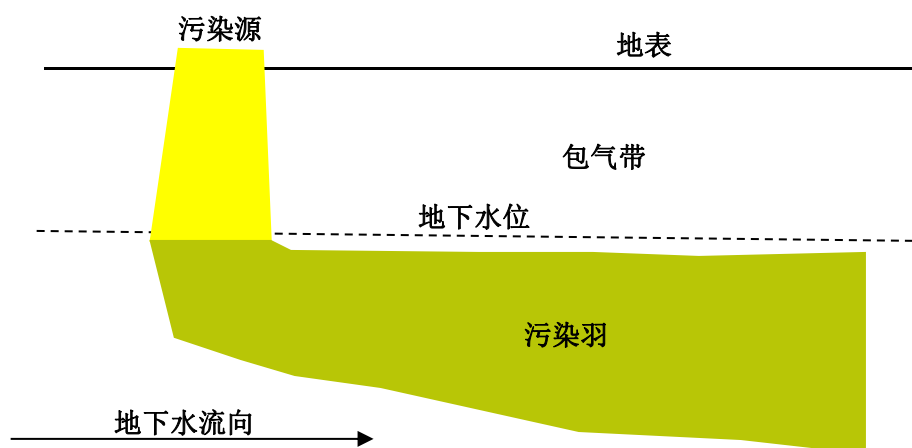 污染源
地表
包气带
地下水位
污染羽
地下水流向